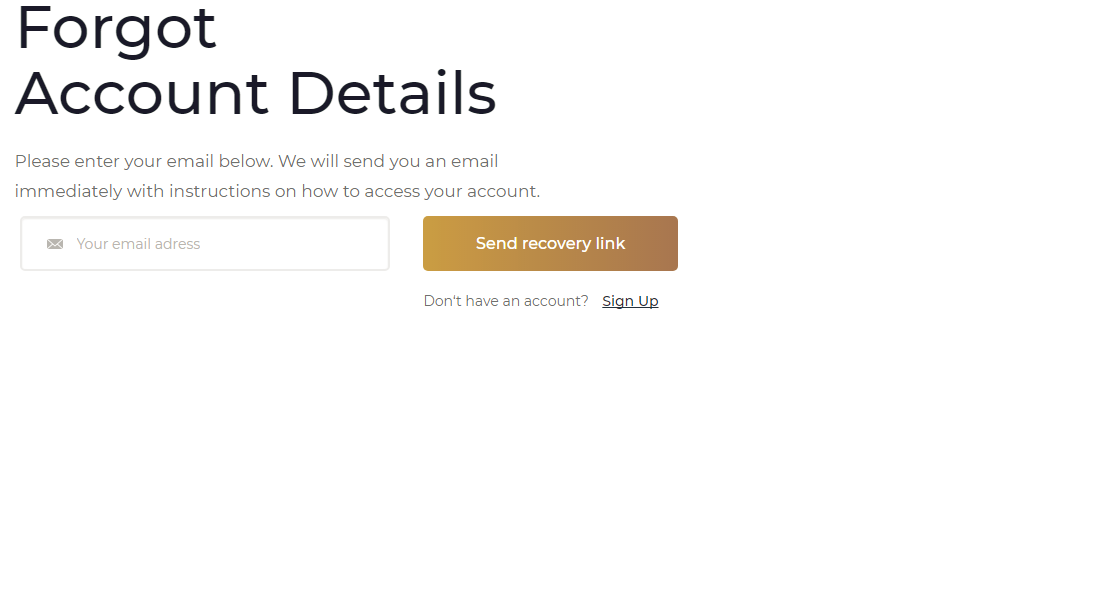 Forgot
Account Details
Please enter your email below. We will send you an email
immediately with instructions on how to access your account.
Your email adress
Send recovery link
Don't have an account? Sign Up